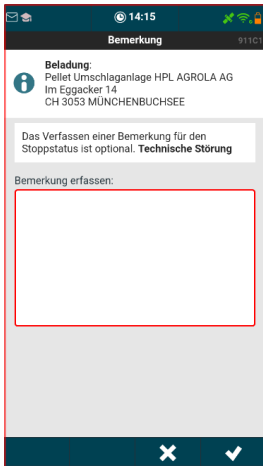 14:15
Bemerkung 911C1
Beladung:
Pellet Umschlaganlage HPL AGROLA AG
Im Eggacker 14
CH 3053 MÜNCHENBUCHSEE
Das Verfassen einer Bemerkung für den
Stoppstatus ist optional. Technische Störung
Bemerkung erfassen: